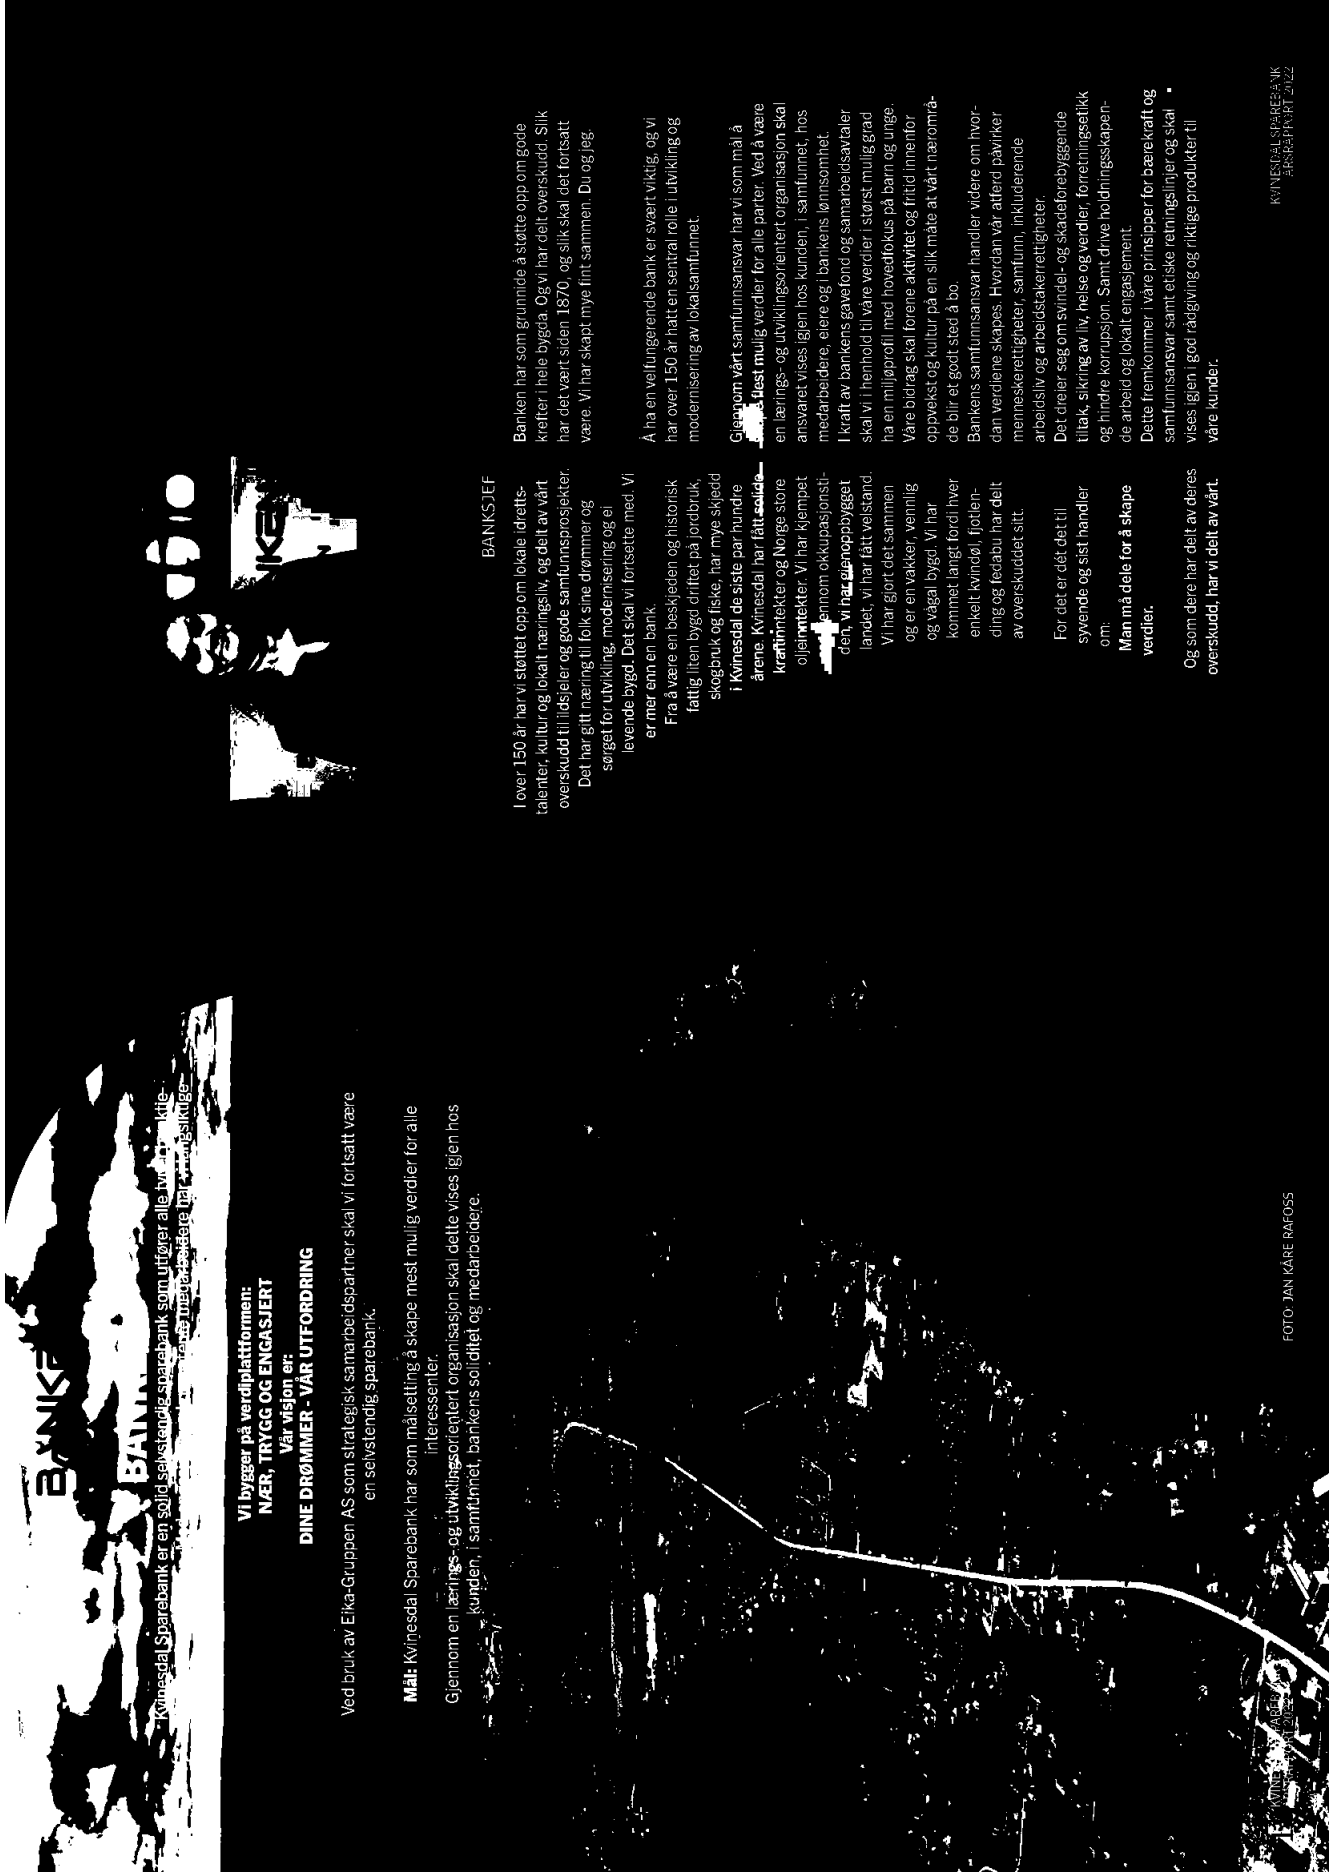 BANKE
BANK
Kvinesdal Sparebank er en solid selvstendig sparebank som utfører alle
medarbeidere har
Vi bygger på verdiplattformen:
NÆR, TRYGG OG ENGASJERT
Vår visjon er:
DINE DRØMMER - VÅR UTFORDRING
Ved bruk av Eika-Gruppen AS som strategisk samarbeidspartner skal vi fortsatt være
en selvstendig sparebank.
Mål: Kvinesdal Sparebank har som målsetting å skape mest mulig verdier for alle
interessenter.
Gjennom en lærings- og utviklingsorientert organisasjon skal dette vises igjen hos
kunden, i samfunnet, bankens soliditet og medarbeidere.
FOTO: JAN KÅRE RAFOSS
BANKSJEF
I over 150 år har vi støttet opp om lokale idretts-
talenter, kultur og lokalt næringsliv, og delt av vårt
overskudd til ildsjeler og gode samfunnsprosjekter.
Det har gitt næring til folk sine drømmer og
sørget for utvikling, modernisering og ei
levende bygd. Det skal vi fortsette med. Vi
er mer enn en bank.
Fra å være en beskjeden og historisk
fattig liten bygd driftet på jordbruk,
skogbruk og fiske, har mye skjedd
i Kvinesdal de siste par hundre
årene. Kvinesdal har fått solide
kraftinntekter og Norge store
oljeinntekter. Vi har kjempet
ennom okkupasjonsti-
den, vi har gjenoppbygget
landet, vi har fått velstand.
Vi har gjort det sammen
og er en vakker, vennlig
og vågal bygd. Vi har
kommet langt fordi hver
enkelt kvindøl, fjotlen-
ding og fedabu har delt
av overskuddet sitt.
For det er dét det til
syvende og sist handler
om:
Man må dele for å skape
verdier.
Og som dere har delt av deres
overskudd, har vi delt av vårt.
Banken har som grunnide å støtte opp om gode
krefter i hele bygda. Og vi har delt overskudd. Slik
har det vært siden 1870, og slik skal det fortsatt
være. Vi har skapt mye fint sammen. Du og jeg.
Å ha en velfungerende bank er svært viktig, og vi
har over 150 år hatt en sentral rolle i utvikling og
modernisering av lokalsamfunnet.
Gjennom vårt samfunnsansvar har vi som mål å
mulig verdier for alle parter. Ved å være
en lærings- og utviklingsorientert organisasjon skal
ansvaret vises igjen hos kunden, i samfunnet, hos
medarbeidere, eiere og i bankens lønnsomhet.
I kraft av bankens gavefond og samarbeidsavtaler
skal vi i henhold til våre verdier i størst mulig grad
ha en miljøprofil med hovedfokus på barn og unge.
Våre bidrag skal forene aktivitet og fritid innenfor
oppvekst og kultur på en slik måte at vårt nærområ-
de blir et godt sted å bo.
Bankens samfunnsansvar handler videre om hvor-
dan verdiene skapes. Hvordan vår atferd påvirker
menneskerettigheter, samfunn, inkluderende
arbeidsliv og arbeidstakerrettigheter.
Det dreier seg om svindel- og skadeforebyggende
tiltak, sikring av liv, helse og verdier, forretningsetikk
og hindre korrupsjon. Samt drive holdningsskapen-
de arbeid og lokalt engasjement.
Dette fremkommer i våre prinsipper for bærekraft og
samfunnsansvar samt etiske retningslinjer og skal
vises igjen i god rådgiving og riktige produkter til
våre kunder.
KVINESDAL SPAREBANK
ÅRSRAPPORT 2022